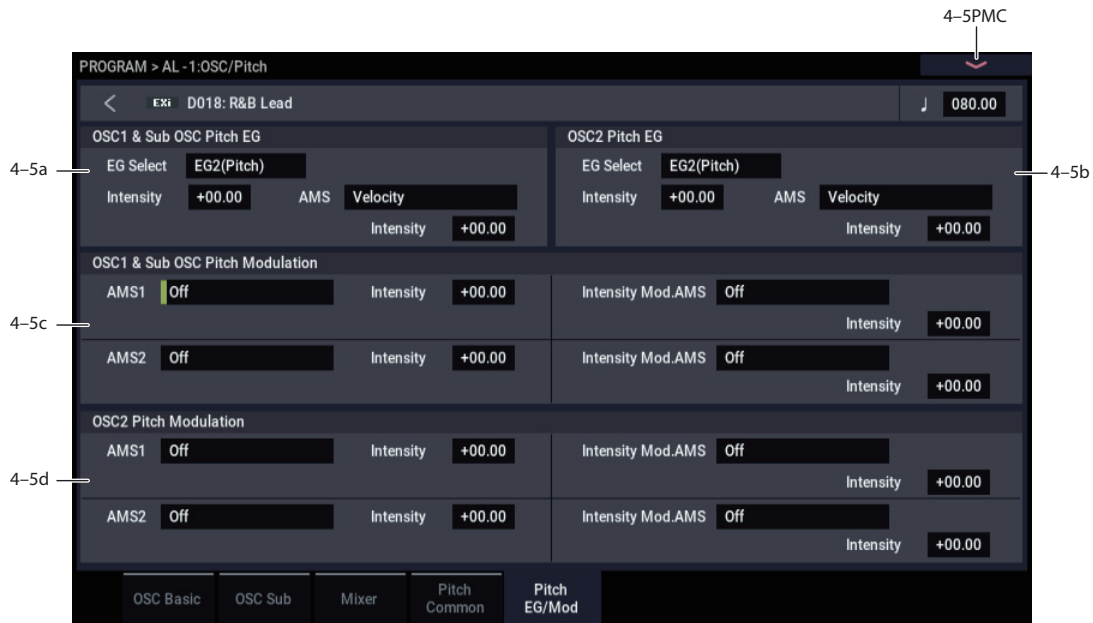 4–5PMC
PROGRAM > AL-1:OSC/Pitch
EXi D018: R&B Lead ♩ 080.00
OSC1 & Sub OSC Pitch EG
OSC2 Pitch EG
4–5a
EG Select EG2(Pitch)
EG Select EG2(Pitch)
4–5b
Intensity +00.00 AMS Velocity
Intensity +00.00 AMS Velocity
Intensity +00.00
Intensity +00.00
OSC1 & Sub OSC Pitch Modulation
AMS1 Off Intensity +00.00 Intensity Mod.AMS Off
4–5c
Intensity +00.00
AMS2 Off Intensity +00.00 Intensity Mod.AMS Off
Intensity +00.00
OSC2 Pitch Modulation
AMS1 Off Intensity +00.00 Intensity Mod.AMS Off
4–5d
Intensity +00.00
AMS2 Off Intensity +00.00 Intensity Mod.AMS Off
Intensity +00.00
OSC Basic
OSC Sub
Mixer
Pitch
Common
Pitch
EG/Mod